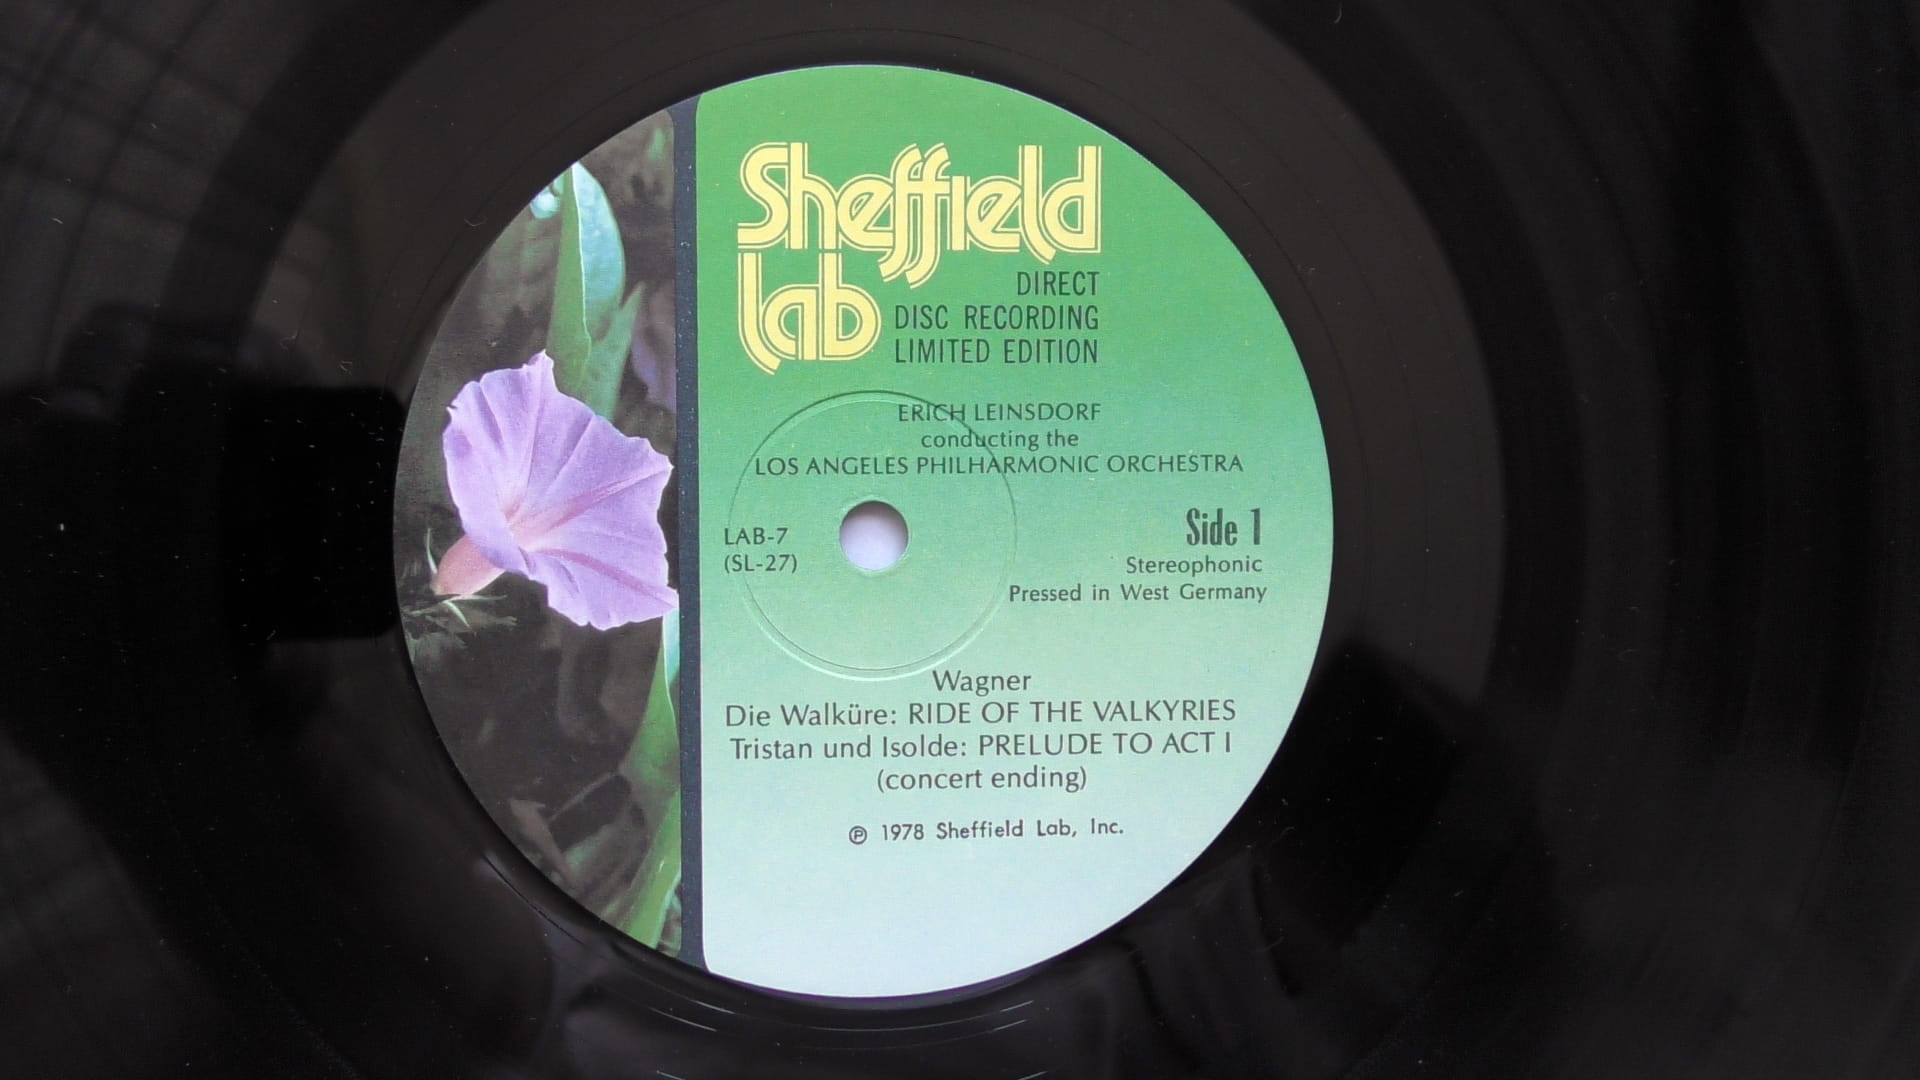 Sheffield
Lab
DIRECT
DISC RECORDING
LIMITED EDITION
ERICH LEINSDORF
conducting the
LOS ANGELES PHILHARMONIC ORCHESTRA
LAB-7
(SL-27)
Side 1
Stereophonic
Pressed in West Germany
Wagner
Die Walküre: RIDE OF THE VALKYRIES
Tristan und Isolde: PRELUDE TO ACT I
(concert ending)
℗ 1978 Sheffield Lab, Inc.